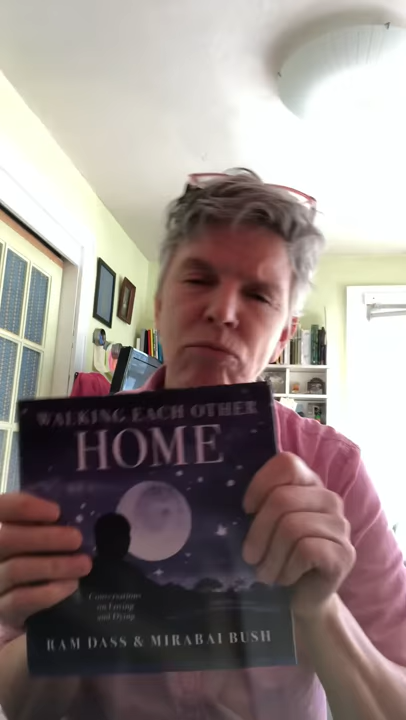 WALKING EACH OTHER
HOME
Conversations
on Loving
and Dying
RAM DASS & MIRABAI BUSH